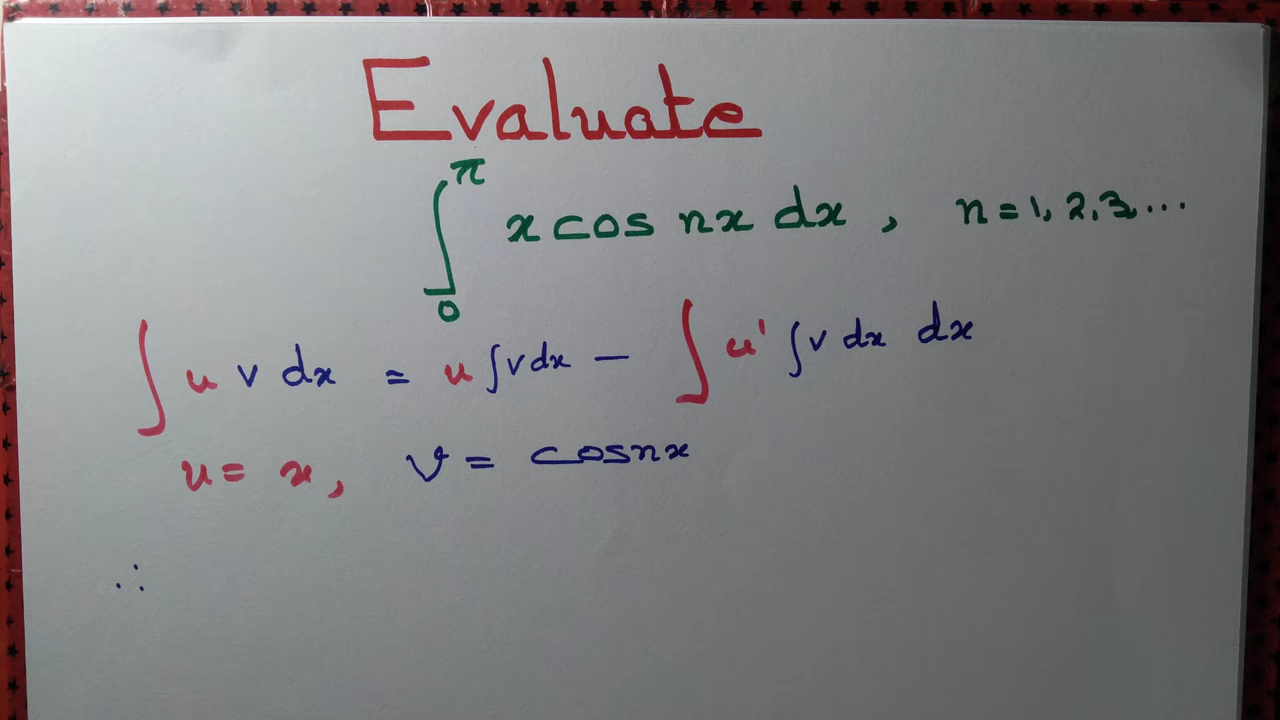 Evaluate
∫₀^π x cos nx dx , n = 1, 2, 3, ...
∫ u v dx = u ∫ v dx − ∫ u' ∫ v dx dx
u = x , v = cos nx
∴